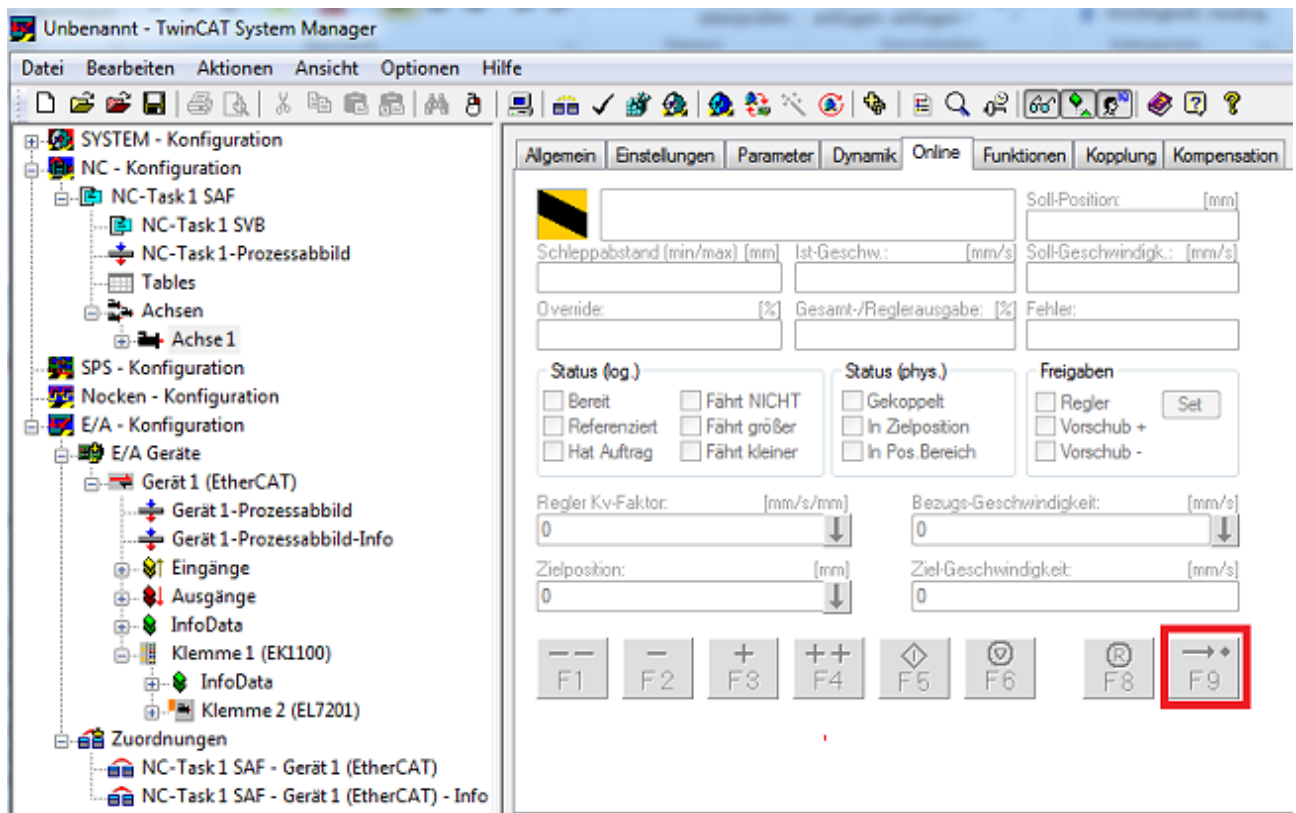 Unbenannt - TwinCAT System Manager
Datei Bearbeiten Aktionen Ansicht Optionen Hilfe
SYSTEM - Konfiguration
NC - Konfiguration
NC-Task 1 SAF
NC-Task 1 SVB
NC-Task 1-Prozessabbild
Tables
Achsen
Achse 1
SPS - Konfiguration
Nocken - Konfiguration
E/A - Konfiguration
E/A Geräte
Gerät 1 (EtherCAT)
Gerät 1-Prozessabbild
Gerät 1-Prozessabbild-Info
Eingänge
Ausgänge
InfoData
Klemme 1 (EK1100)
InfoData
Klemme 2 (EL7201)
Zuordnungen
NC-Task 1 SAF - Gerät 1 (EtherCAT)
NC-Task 1 SAF - Gerät 1 (EtherCAT) - Info
Allgemein Einstellungen Parameter Dynamik Online Funktionen Kopplung Kompensation
Soll-Position: [mm]
Schleppabstand (min/max) [mm] Ist-Geschw.: [mm/s] Soll-Geschwindigk.: [mm/s]
Override: [%] Gesamt-/Reglerausgabe: [%] Fehler:
Status (log.) Status (phys.) Freigaben
Bereit Fährt NICHT Gekoppelt Regler Set
Referenziert Fährt größer In Zielposition Vorschub +
Hat Auftrag Fährt kleiner In Pos.Bereich Vorschub -
Regler Kv-Faktor: [mm/s/mm] Bezugs-Geschwindigkeit: [mm/s]
0 0
Zielposition: [mm] Ziel-Geschwindigkeit: [mm/s]
0 0
-- - + ++ R
F1 F2 F3 F4 F5 F6 F8 F9